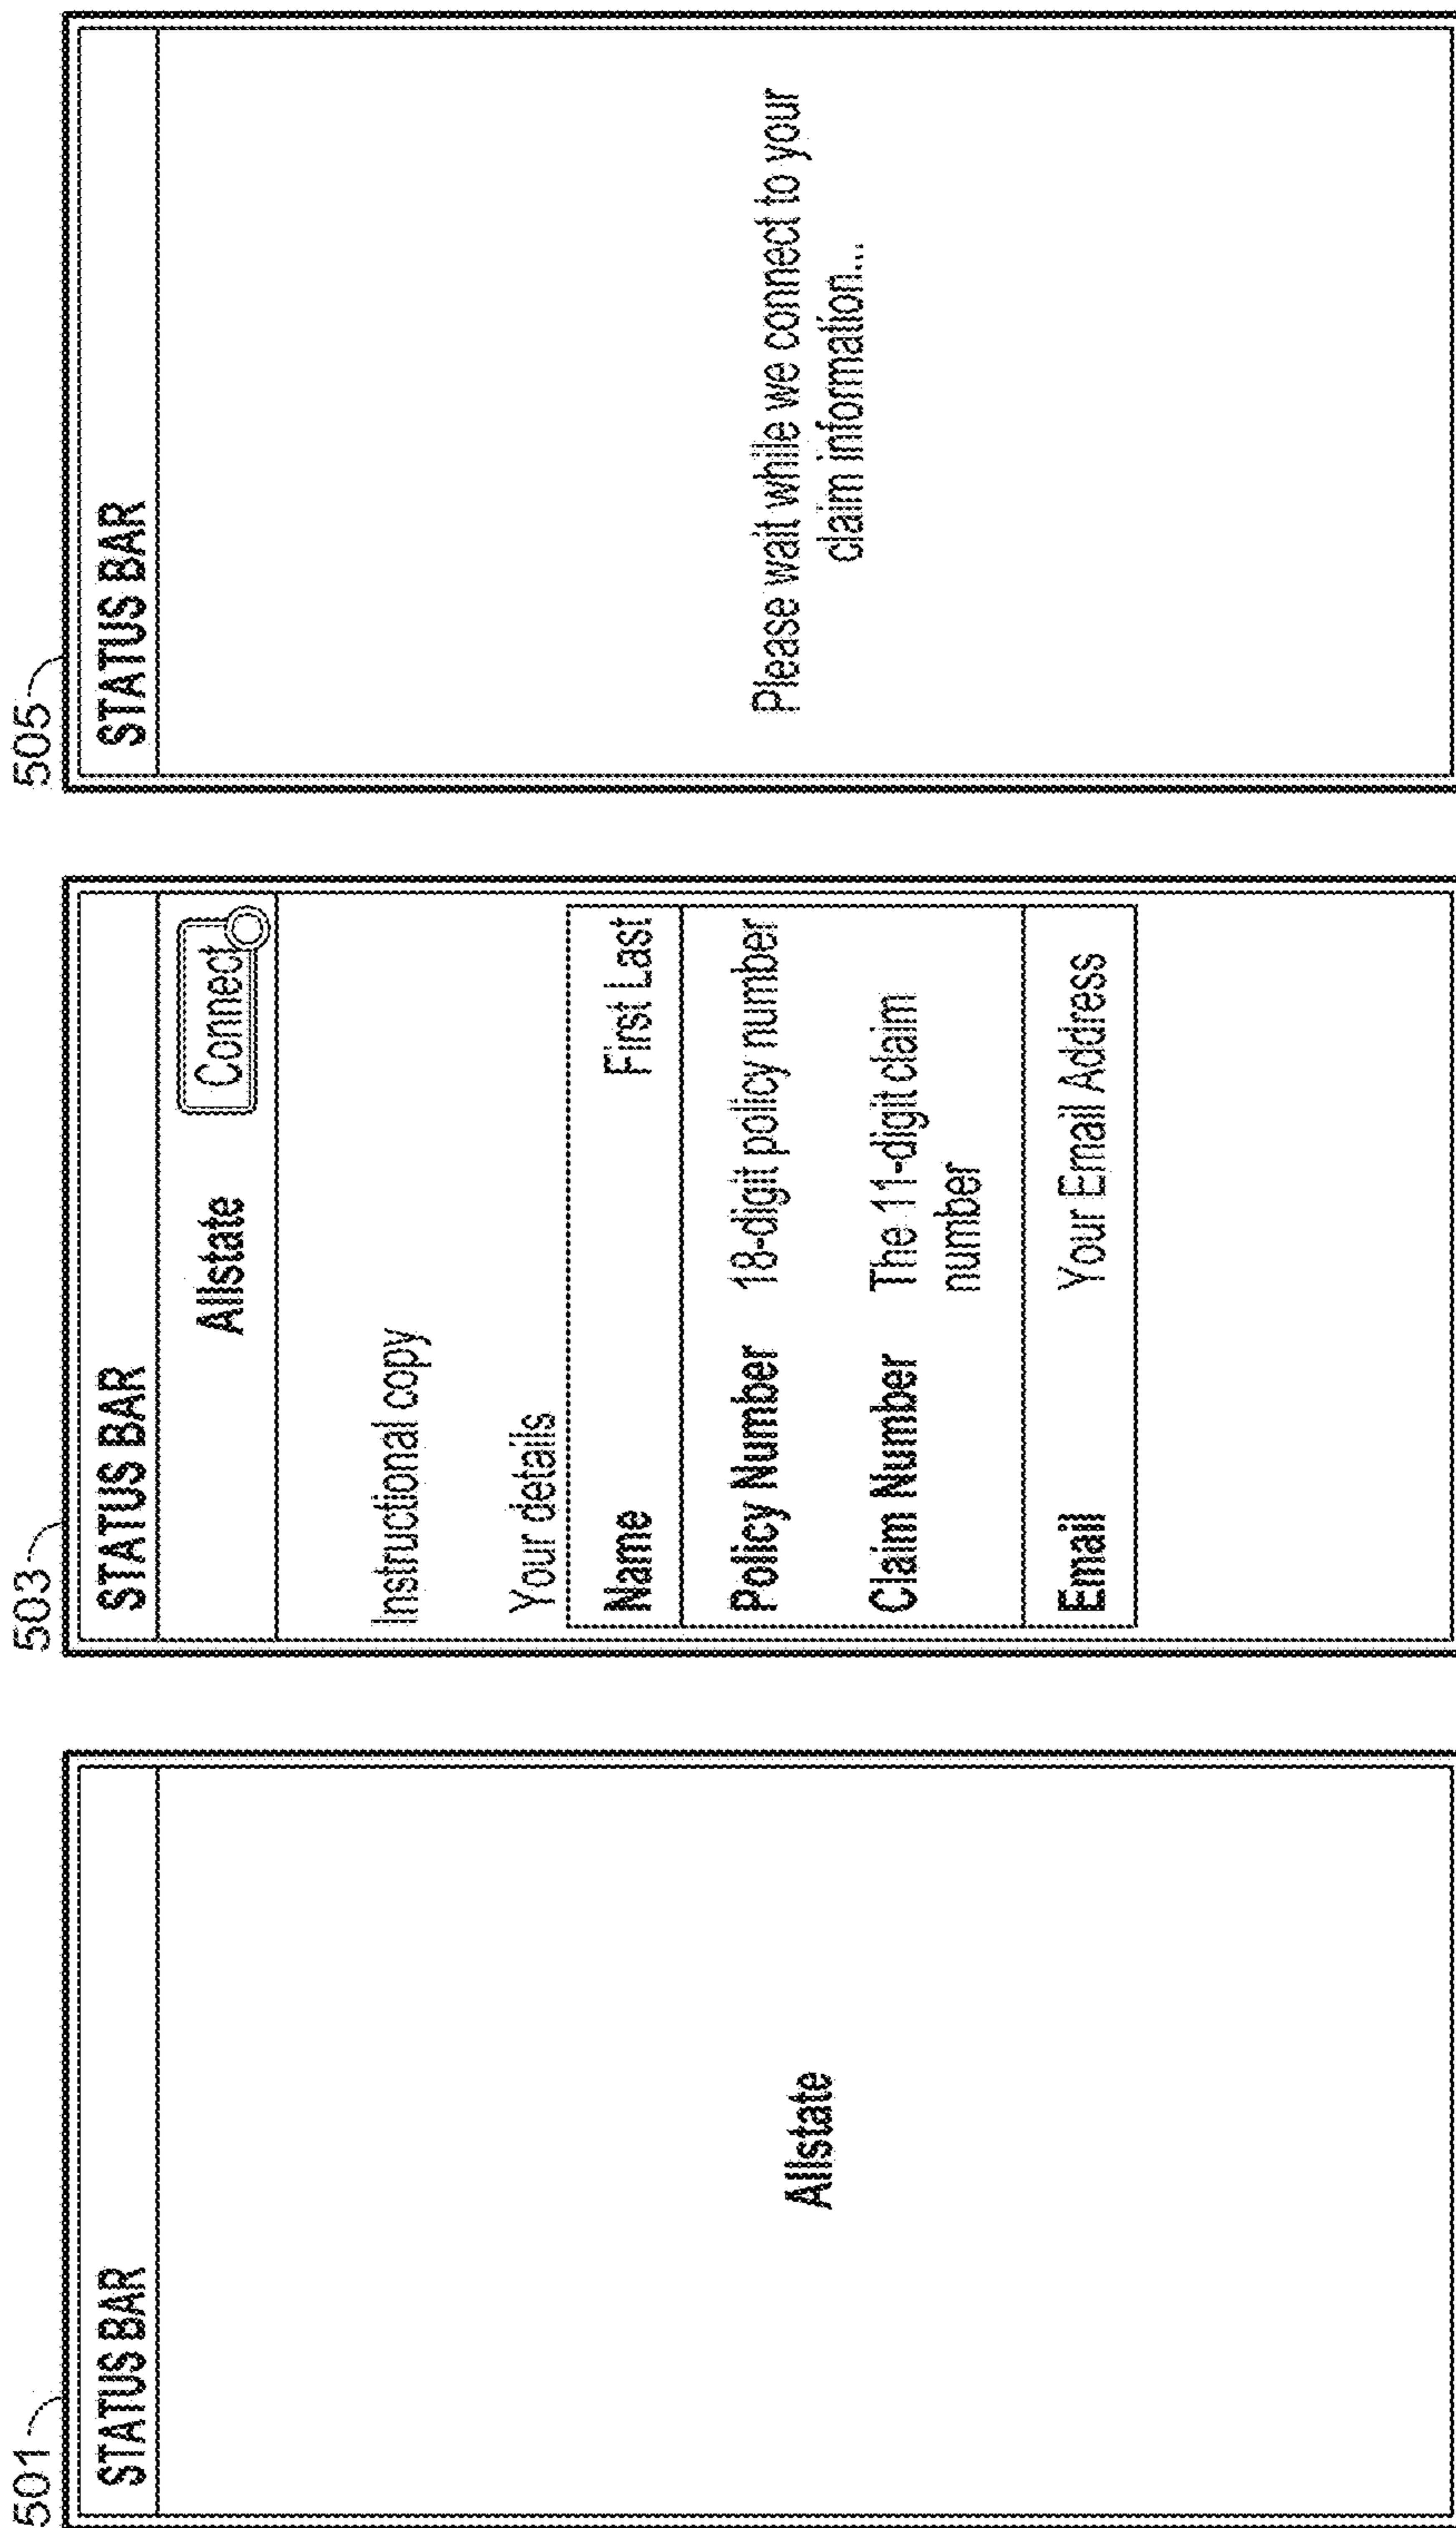 501
STATUS BAR
Allstate
503
STATUS BAR
Allstate
Connect
Instructional copy
Your details
Name First Last
Policy Number 18-digit policy number
Claim Number The 11-digit claim
number
Email Your Email Address
505
STATUS BAR
Please wait while we connect to your
claim information...